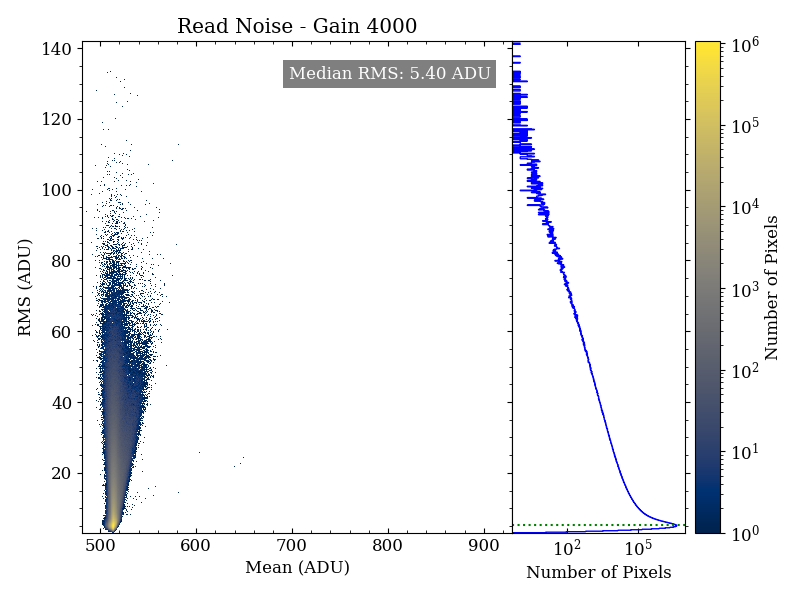 Read Noise - Gain 4000
Median RMS: 5.40 ADU
140
120
100
80
60
40
20
RMS (ADU)
500 600 700 800 900
Mean (ADU)
10² 10⁵
Number of Pixels
10⁶
10⁵
10⁴
10³
10²
10¹
10⁰
Number of Pixels